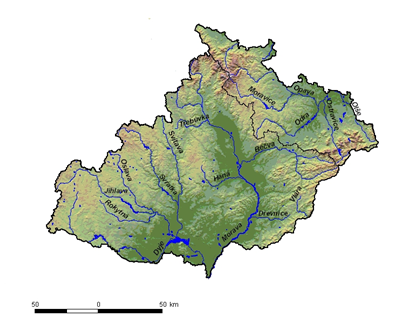 Moravice
Opava
Olše
Ostravice
Odra
Třebůvka
Svitava
Bečva
Oslava
Svratka
Haná
Jihlava
Rokytná
Vlára
Dřevnice
Morava
Dyje
50 0 50 km